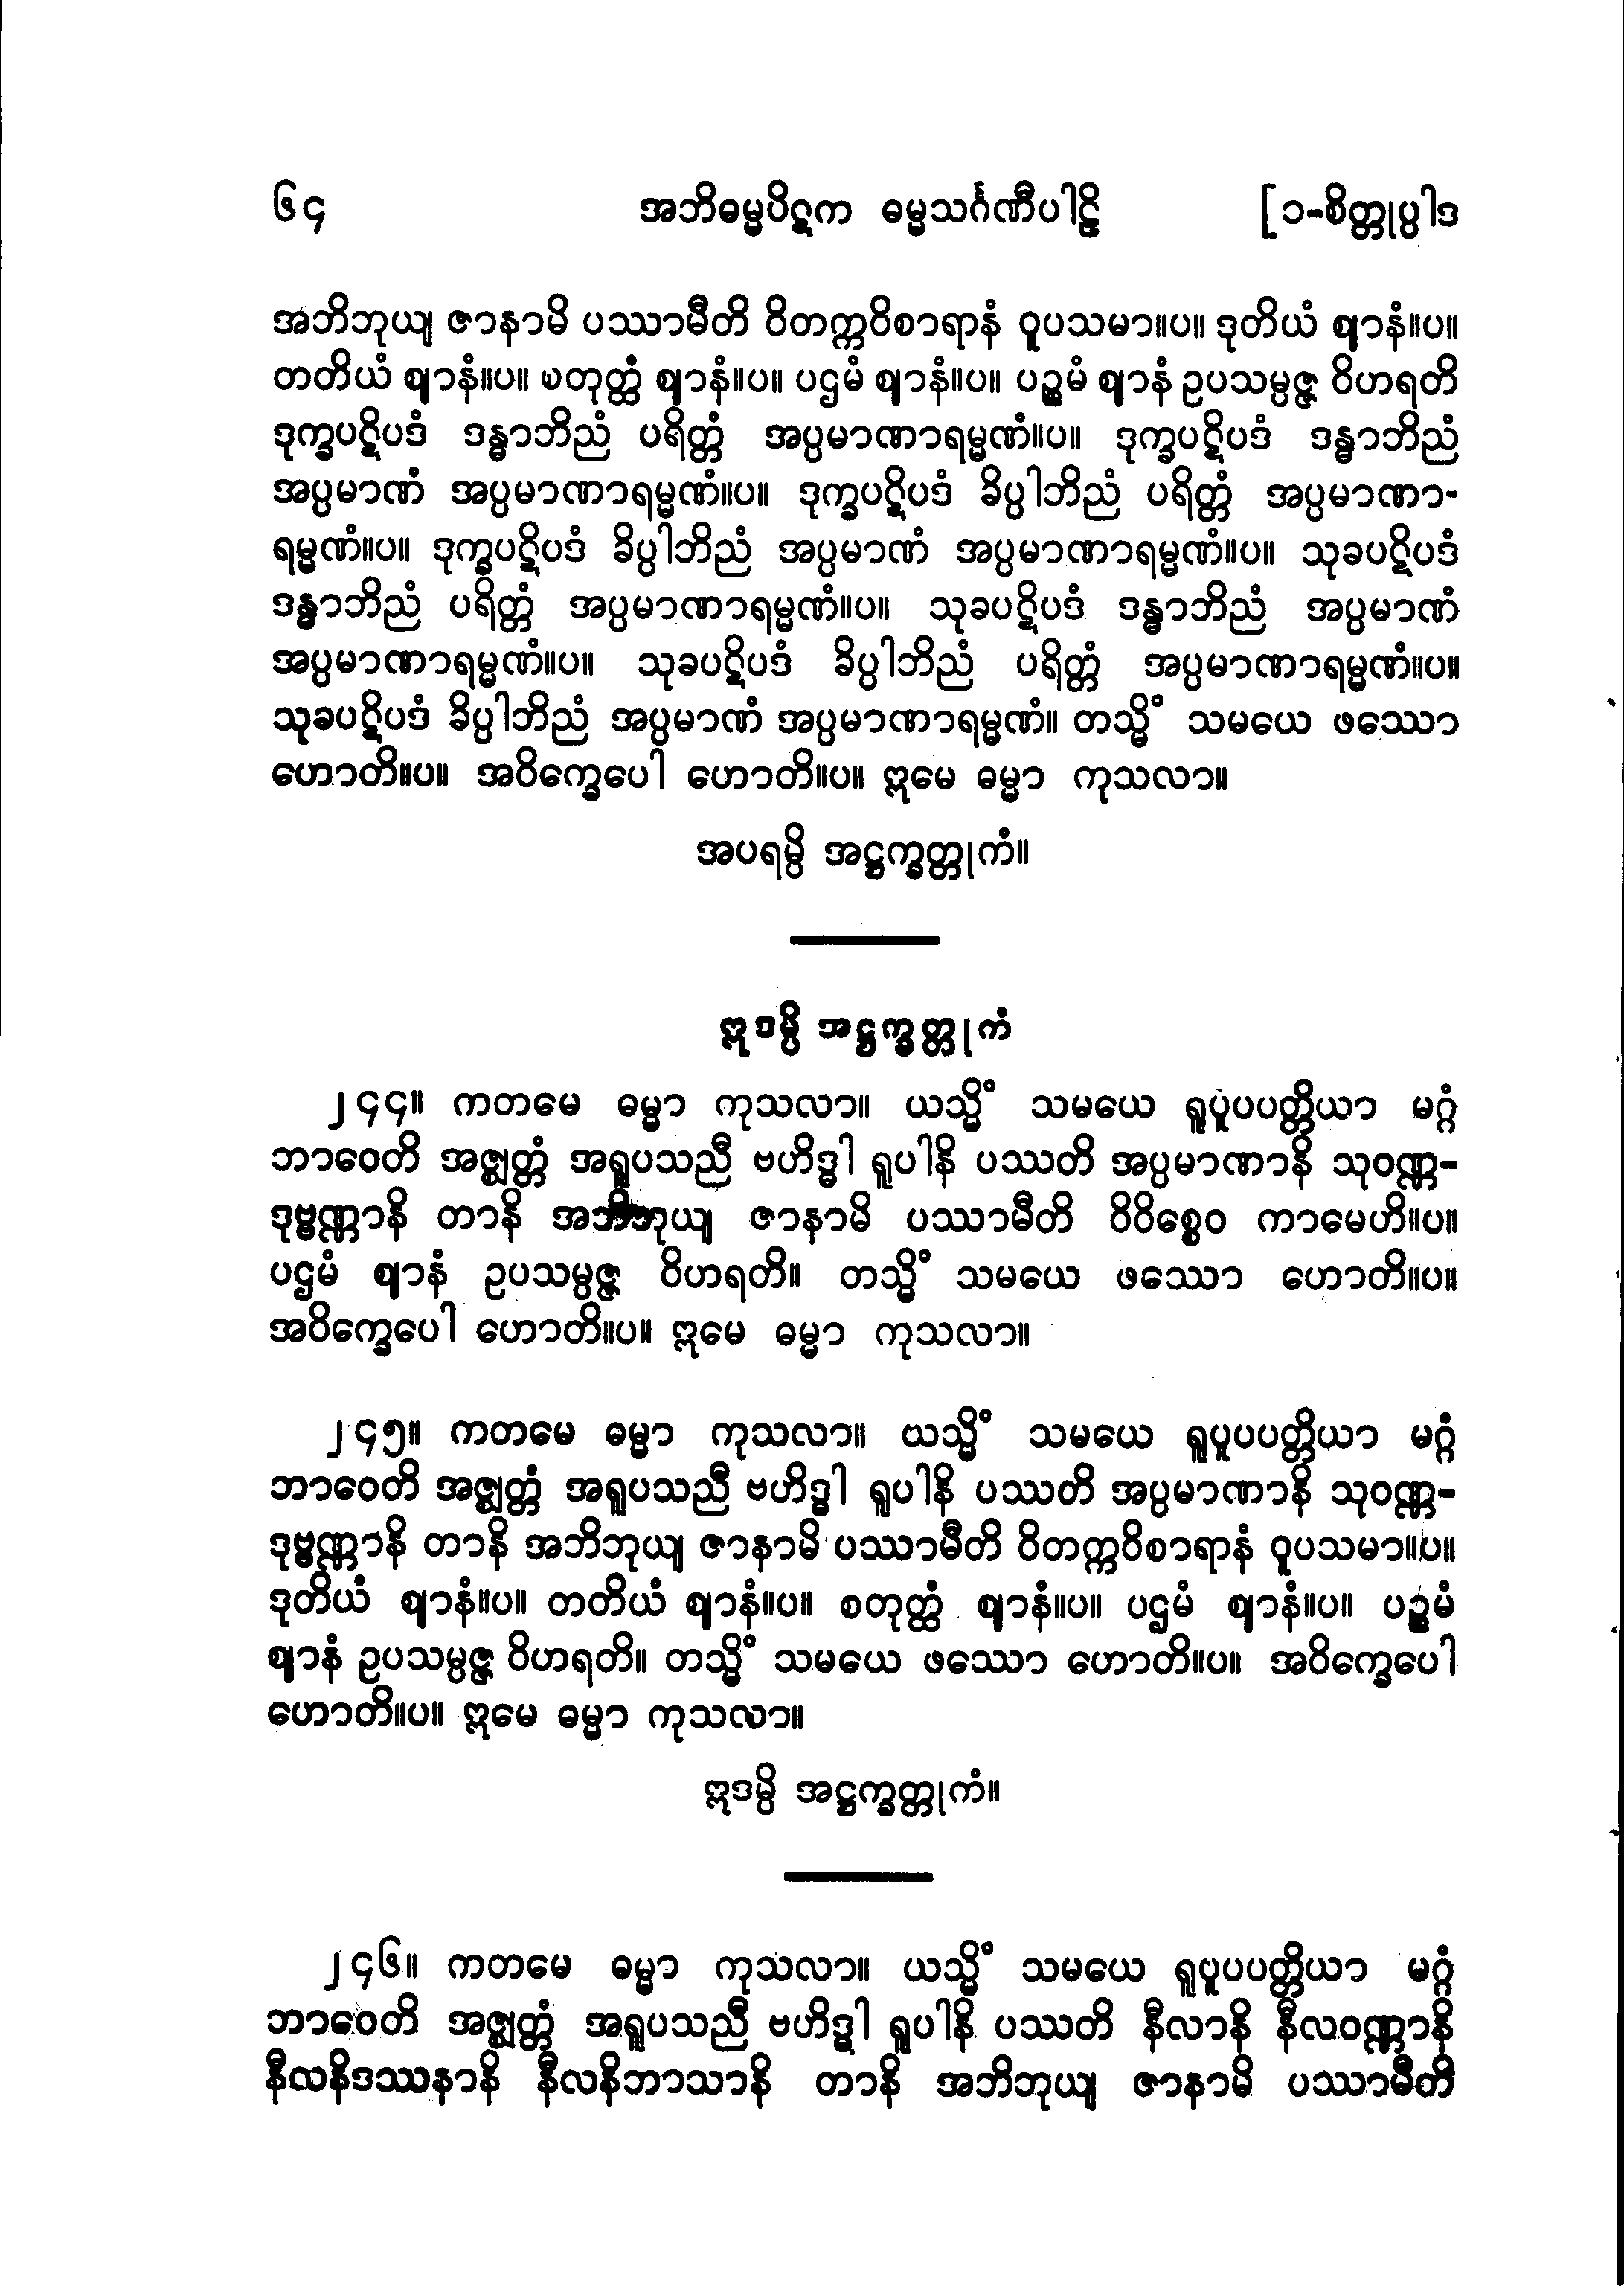 ၆၄ အဘိဓမ္မပိဋက ဓမ္မသင်္ဂဏီပါဠိ [၁-စိတ္တုပ္ပါဒ
အဘိဘုယျ ဇာနာမိ ပဿာမီတိ ဝိတက္ကဝိစာရာနံ ဝူပသမာ။ပ။ ဒုတိယံ ဈာနံ။ပ။
တတိယံ ဈာနံ။ပ။ စတုတ္ထံ ဈာနံ။ပ။ ပဌမံ ဈာနံ။ပ။ ပဉ္စမံ ဈာနံ ဥပသမ္ပဇ္ဇ ဝိဟရတိ
ဒုက္ခပဋိပဒံ ဒန္ဓာဘိညံ ပရိတ္တံ အပ္ပမာဏာရမ္မဏံ။ပ။ ဒုက္ခပဋိပဒံ ဒန္ဓာဘိညံ
အပ္ပမာဏံ အပ္ပမာဏာရမ္မဏံ။ပ။ ဒုက္ခပဋိပဒံ ခိပ္ပါဘိညံ ပရိတ္တံ အပ္ပမာဏာ-
ရမ္မဏံ။ပ။ ဒုက္ခပဋိပဒံ ခိပ္ပါဘိညံ အပ္ပမာဏံ အပ္ပမာဏာရမ္မဏံ။ပ။ သုခပဋိပဒံ
ဒန္ဓာဘိညံ ပရိတ္တံ အပ္ပမာဏာရမ္မဏံ။ပ။ သုခပဋိပဒံ ဒန္ဓာဘိညံ အပ္ပမာဏံ
အပ္ပမာဏာရမ္မဏံ။ပ။ သုခပဋိပဒံ ခိပ္ပါဘိညံ ပရိတ္တံ အပ္ပမာဏာရမ္မဏံ။ပ။
သုခပဋိပဒံ ခိပ္ပါဘိညံ အပ္ပမာဏံ အပ္ပမာဏာရမ္မဏံ။ တသ္မိံ သမယေ ဖဿော
ဟောတိ။ပ။ အဝိက္ခေပေါ ဟောတိ။ပ။ ဣမေ ဓမ္မာ ကုသလာ။
အပရမ္ပိ အဋ္ဌက္ခတ္တုကံ။
ဣဒမ္ပိ အဋ္ဌက္ခတ္တုကံ
၂၄၄။ ကတမေ ဓမ္မာ ကုသလာ။ ယသ္မိံ သမယေ ရူပူပပတ္တိယာ မဂ္ဂံ
ဘာဝေတိ အဇ္ဈတ္တံ အရူပသညီ ဗဟိဒ္ဓါ ရူပါနိ ပဿတိ အပ္ပမာဏာနိ သုဝဏ္ဏ-
ဒုဗ္ဗဏ္ဏာနိ တာနိ အဘိဘုယျ ဇာနာမိ ပဿာမီတိ ဝိဝိစ္စေဝ ကာမေဟိ။ပ။
ပဌမံ ဈာနံ ဥပသမ္ပဇ္ဇ ဝိဟရတိ။ တသ္မိံ သမယေ ဖဿော ဟောတိ။ပ။
အဝိက္ခေပေါ ဟောတိ။ပ။ ဣမေ ဓမ္မာ ကုသလာ။
၂၄၅။ ကတမေ ဓမ္မာ ကုသလာ။ ယသ္မိံ သမယေ ရူပူပပတ္တိယာ မဂ္ဂံ
ဘာဝေတိ အဇ္ဈတ္တံ အရူပသညီ ဗဟိဒ္ဓါ ရူပါနိ ပဿတိ အပ္ပမာဏာနိ သုဝဏ္ဏ-
ဒုဗ္ဗဏ္ဏာနိ တာနိ အဘိဘုယျ ဇာနာမိ ပဿာမီတိ ဝိတက္ကဝိစာရာနံ ဝူပသမာ။ပ။
ဒုတိယံ ဈာနံ။ပ။ တတိယံ ဈာနံ။ပ။ စတုတ္ထံ ဈာနံ။ပ။ ပဌမံ ဈာနံ။ပ။ ပဉ္စမံ
ဈာနံ ဥပသမ္ပဇ္ဇ ဝိဟရတိ။ တသ္မိံ သမယေ ဖဿော ဟောတိ။ပ။ အဝိက္ခေပေါ
ဟောတိ။ပ။ ဣမေ ဓမ္မာ ကုသလာ။
ဣဒမ္ပိ အဋ္ဌက္ခတ္တုကံ။
၂၄၆။ ကတမေ ဓမ္မာ ကုသလာ။ ယသ္မိံ သမယေ ရူပူပပတ္တိယာ မဂ္ဂံ
ဘာဝေတိ အဇ္ဈတ္တံ အရူပသညီ ဗဟိဒ္ဓါ ရူပါနိ ပဿတိ နီလာနိ နီလဝဏ္ဏာနိ
နီလနိဒဿနာနိ နီလနိဘာသာနိ တာနိ အဘိဘုယျ ဇာနာမိ ပဿာမီတိ